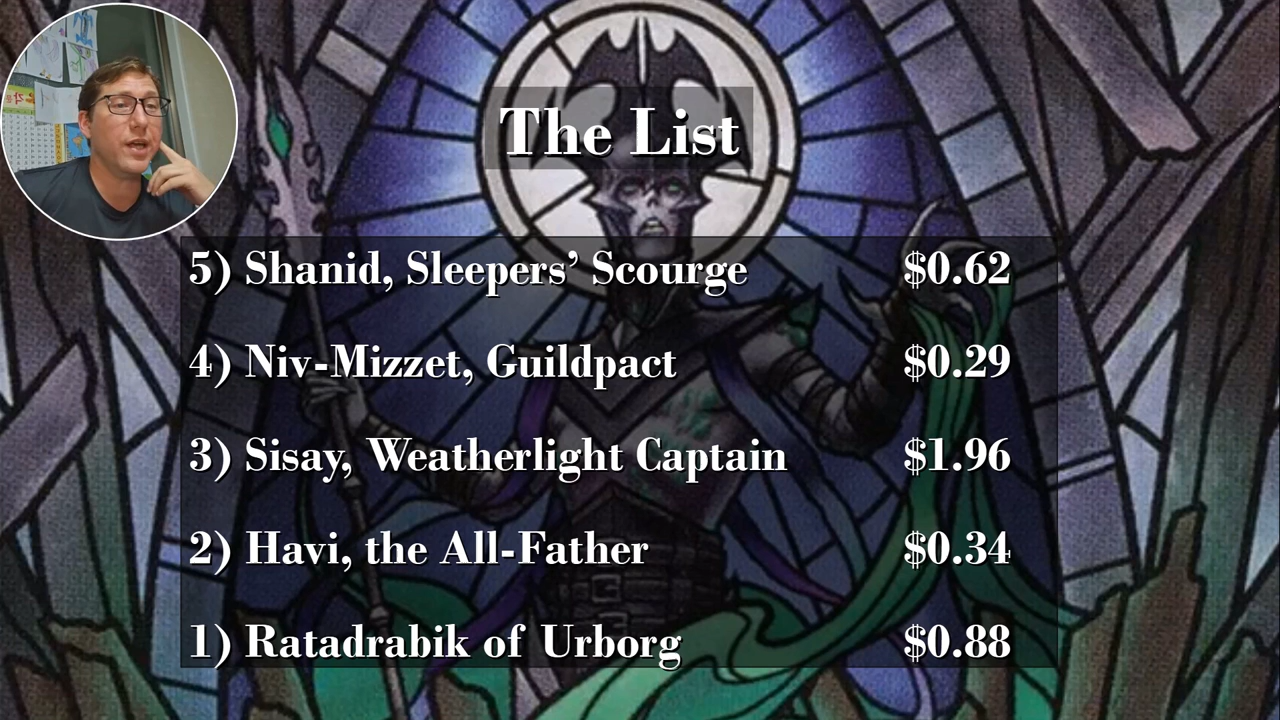 The List
5) Shanid, Sleepers’ Scourge $0.62
4) Niv-Mizzet, Guildpact $0.29
3) Sisay, Weatherlight Captain $1.96
2) Havi, the All-Father $0.34
1) Ratadrabik of Urborg $0.88